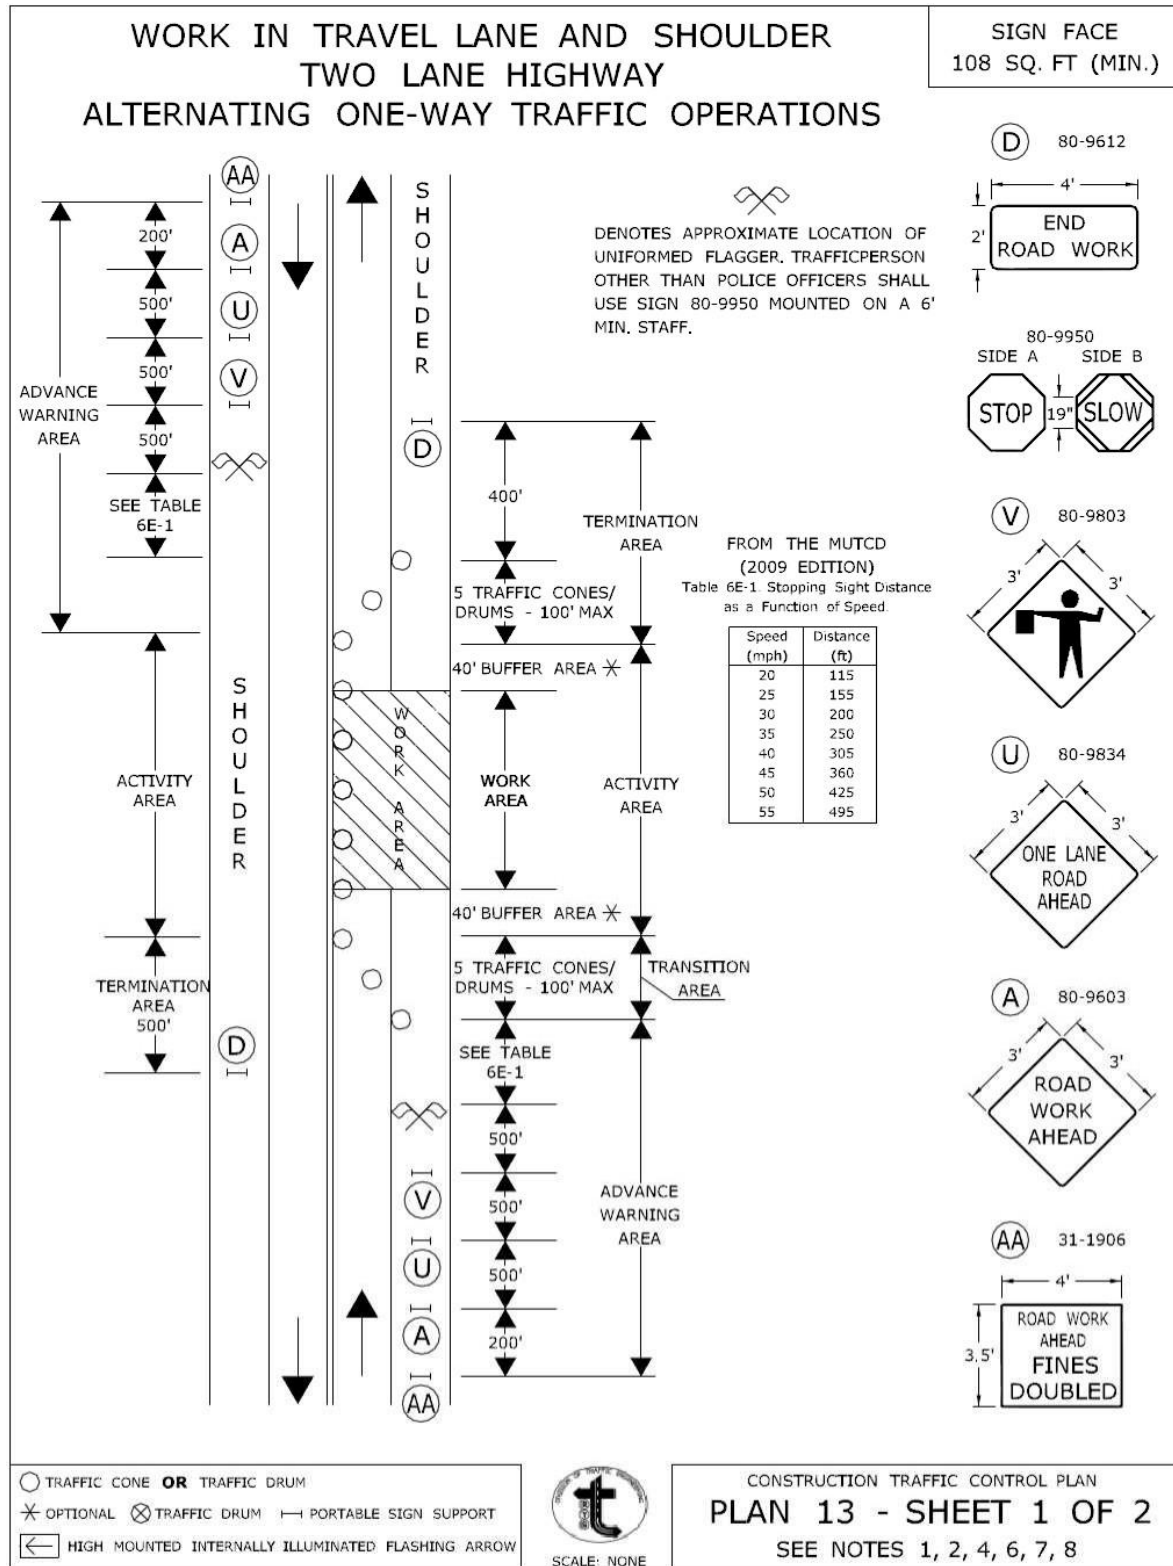 WORK IN TRAVEL LANE AND SHOULDER
TWO LANE HIGHWAY
ALTERNATING ONE-WAY TRAFFIC OPERATIONS
SIGN FACE
108 SQ. FT (MIN.)
AA
200'
A
500'
U
500'
V
500'
ADVANCE
WARNING
AREA
SEE TABLE
6E-1
SHOULDER
ACTIVITY
AREA
TERMINATION
AREA
500'
D
SHOULDER
D
400'
TERMINATION
AREA
5 TRAFFIC CONES/
DRUMS - 100' MAX
40' BUFFER AREA *
WORK AREA
WORK
AREA
ACTIVITY
AREA
40' BUFFER AREA *
5 TRAFFIC CONES/
DRUMS - 100' MAX
TRANSITION
AREA
SEE TABLE
6E-1
500'
V
500'
U
500'
A
200'
AA
ADVANCE
WARNING
AREA
DENOTES APPROXIMATE LOCATION OF
UNIFORMED FLAGGER. TRAFFICPERSON
OTHER THAN POLICE OFFICERS SHALL
USE SIGN 80-9950 MOUNTED ON A 6'
MIN. STAFF.
FROM THE MUTCD
(2009 EDITION)
Table 6E-1. Stopping Sight Distance
as a Function of Speed.
Speed (mph) Distance (ft)
20 115
25 155
30 200
35 250
40 305
45 360
50 425
55 495
D 80-9612
4'
2'
END
ROAD WORK
80-9950
SIDE A SIDE B
STOP 19" SLOW
V 80-9803
3' 3'
U 80-9834
3' 3'
ONE LANE
ROAD
AHEAD
A 80-9603
3' 3'
ROAD
WORK
AHEAD
AA 31-1906
4'
3.5'
ROAD WORK
AHEAD
FINES
DOUBLED
TRAFFIC CONE OR TRAFFIC DRUM
* OPTIONAL TRAFFIC DRUM PORTABLE SIGN SUPPORT
HIGH MOUNTED INTERNALLY ILLUMINATED FLASHING ARROW
DIVISION OF TRAFFIC ENGINEERING
SCALE: NONE
CONSTRUCTION TRAFFIC CONTROL PLAN
PLAN 13 - SHEET 1 OF 2
SEE NOTES 1, 2, 4, 6, 7, 8